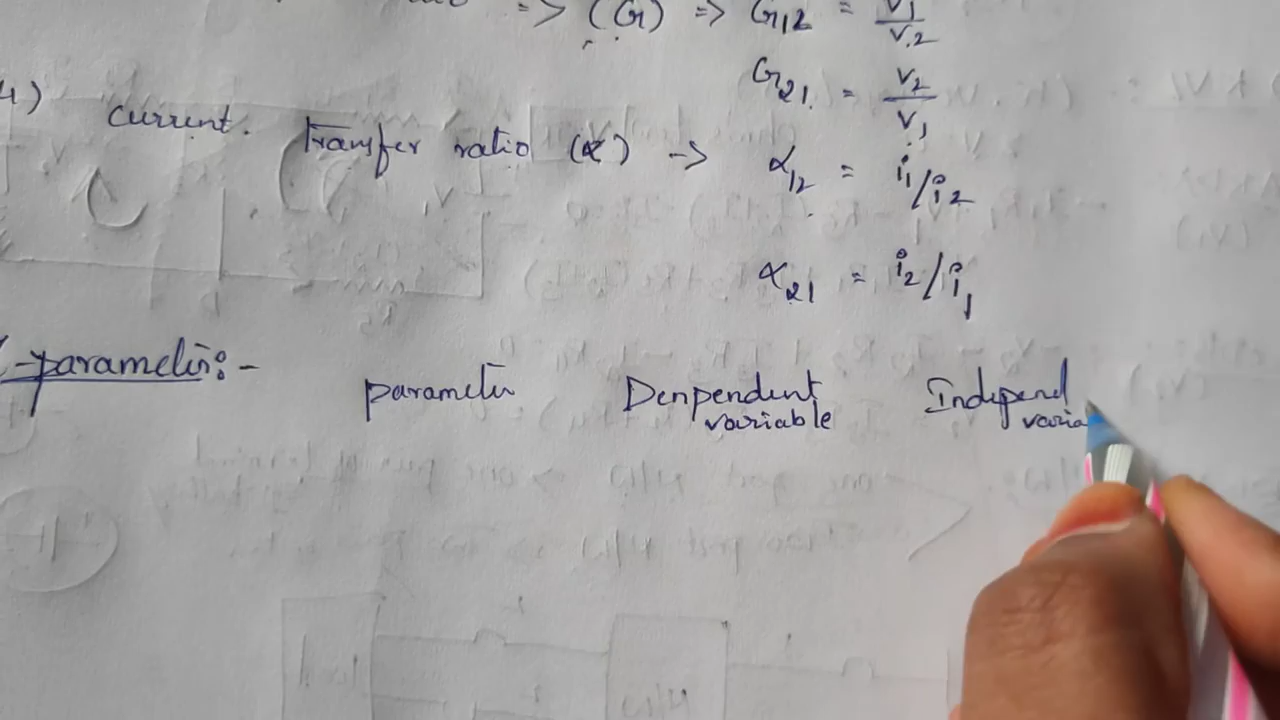 => (G) => G12 = V1/V2
G21 = V2/V1
4) current. Transfer ratio (α) -> α12 = i1/i2
α21 = i2/i1
-parameter:- parameter Denpendent Independ
variable varia